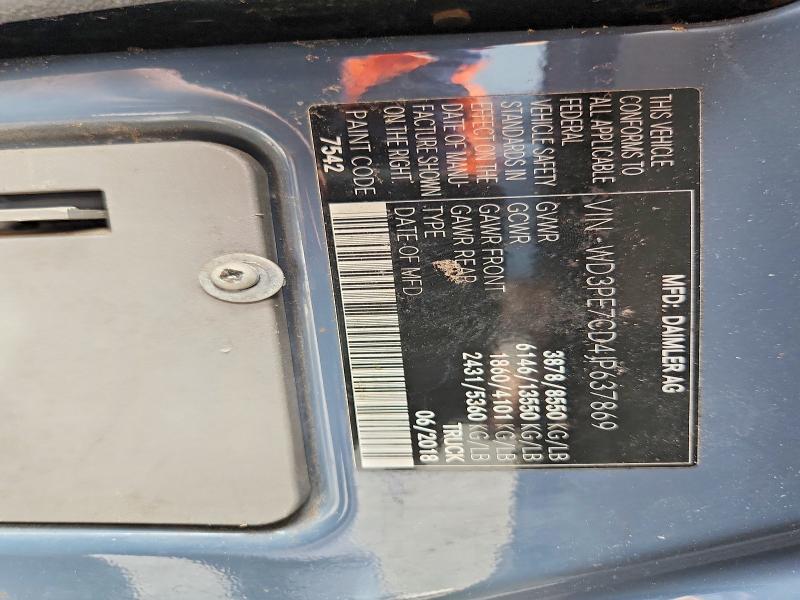 MFD: DAIMLER AG
VIN: WD3PE7CD4JP637869
GVWR 3878/8550 KG/LB
GCWR 6146/13550 KG/LB
GAWR FRONT 1860/4101 KG/LB
GAWR REAR 2431/5360 KG/LB
TYPE TRUCK
DATE OF MFD. 06/2018
THIS VEHICLE
CONFORMS TO
ALL APPLICABLE
FEDERAL
VEHICLE SAFETY
STANDARDS IN
EFFECT ON THE
DATE OF MANU-
FACTURE SHOWN
ON THE RIGHT
PAINT CODE
7542